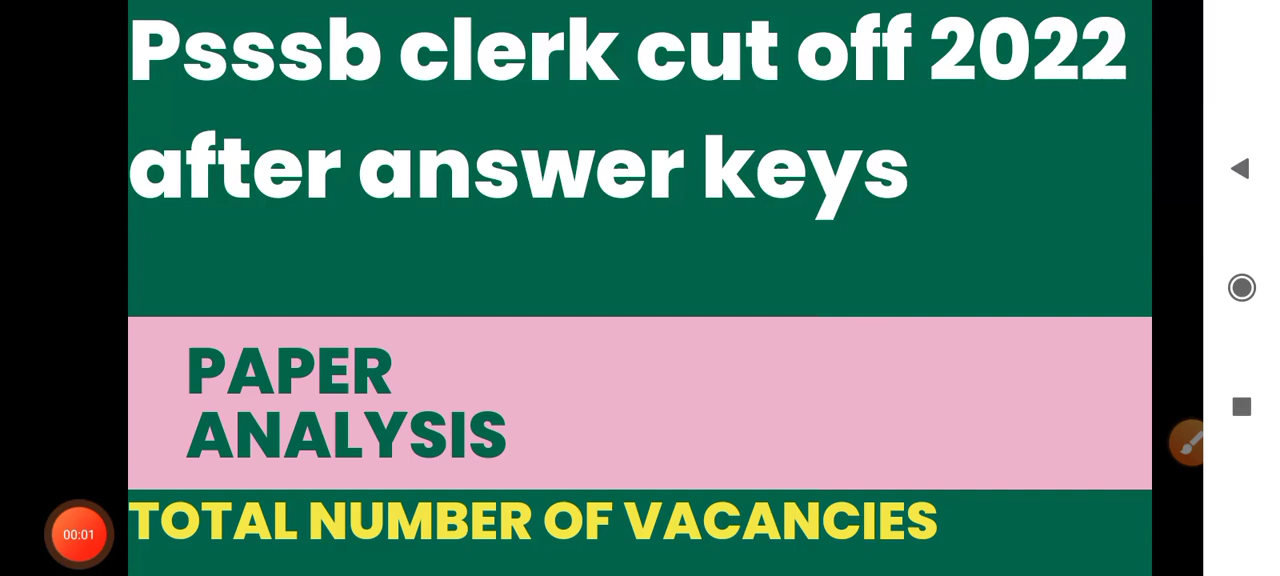 Psssb clerk cut off 2022
after answer keys
PAPER
ANALYSIS
TOTAL NUMBER OF VACANCIES
00:01